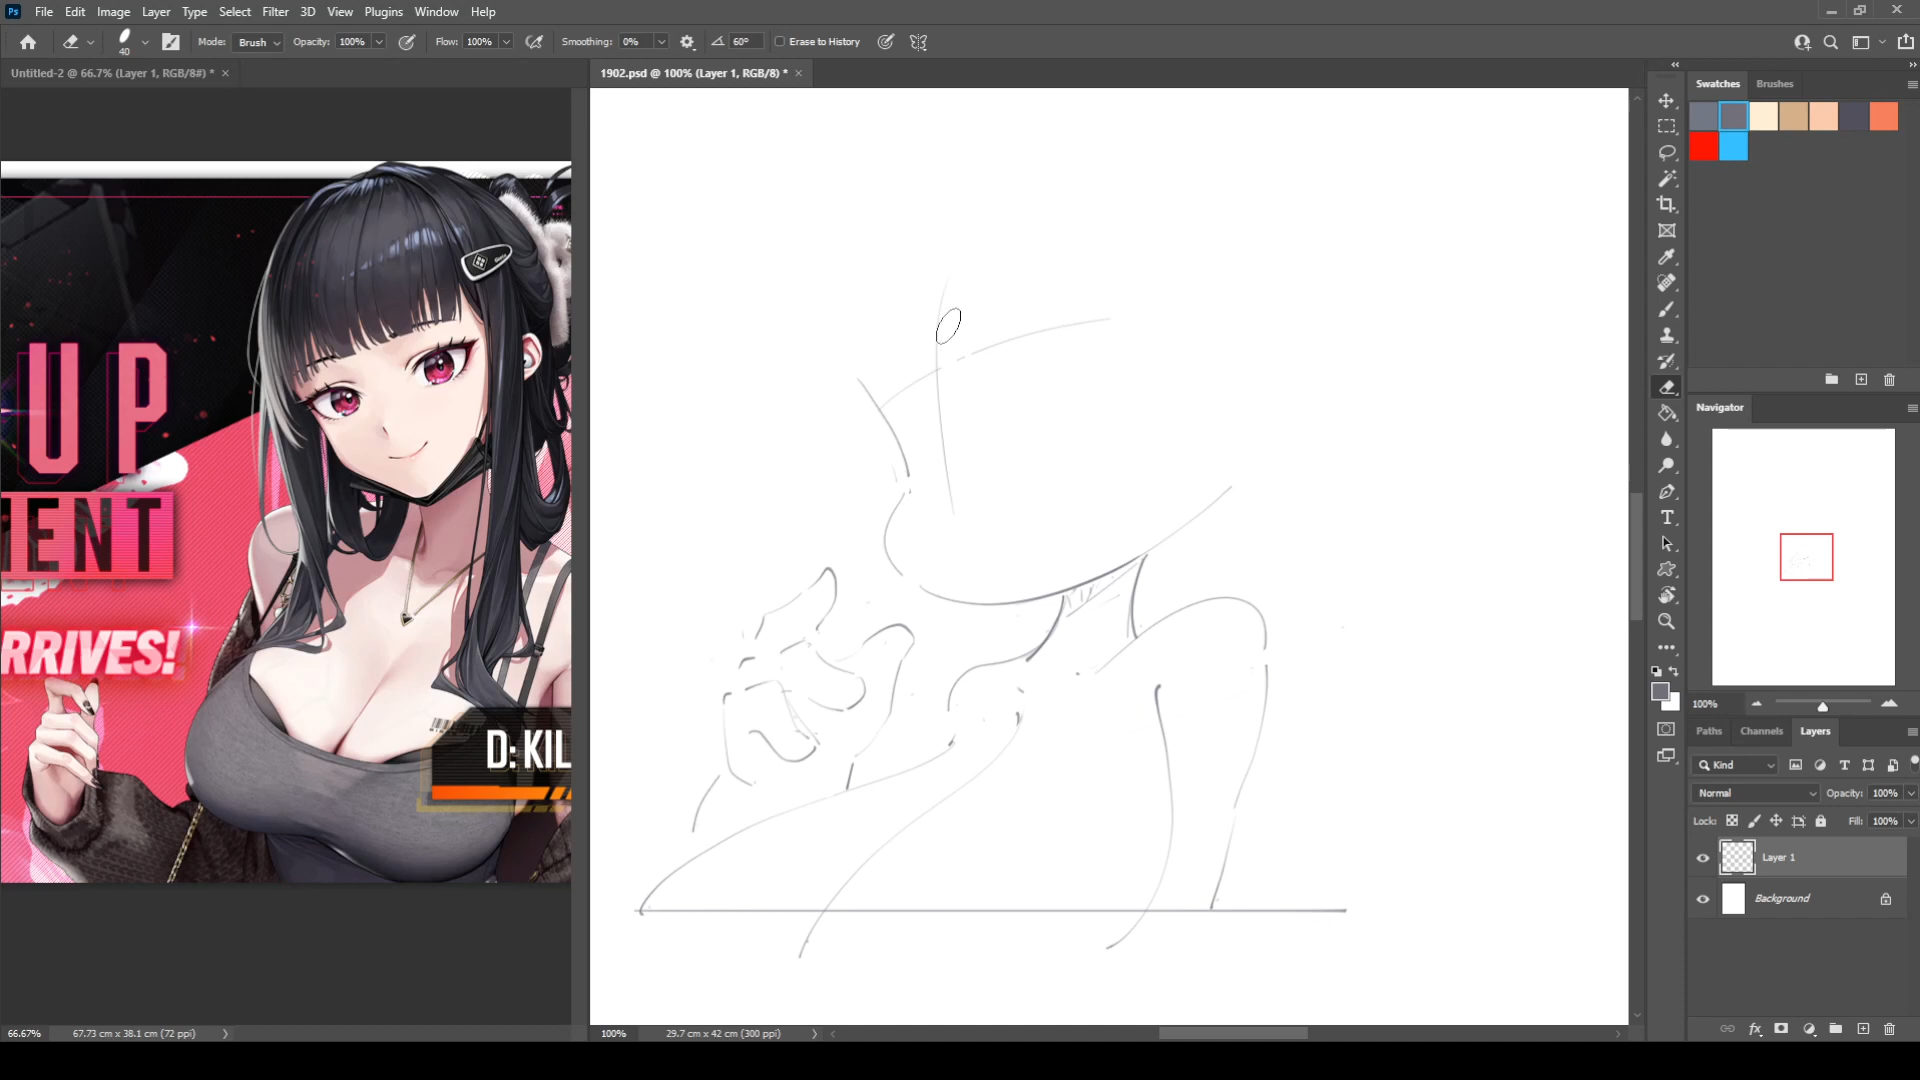 Ps File Edit Image Layer Type Select Filter 3D View Plugins Window Help
40 Mode: Brush Opacity: 100% Flow: 100% Smoothing: 0% 60° Erase to History
Untitled-2 @ 66.7% (Layer 1, RGB/8#) * ×
1902.psd @ 100% (Layer 1, RGB/8) * ×
Swatches Brushes
UP
MENT
RRIVES!
D: KIL
Navigator
100%
Paths Channels Layers
Kind
Normal Opacity: 100%
Lock: Fill: 100%
Layer 1
Background
66.67% 67.73 cm x 38.1 cm (72 ppi)
100% 29.7 cm x 42 cm (300 ppi)
fx